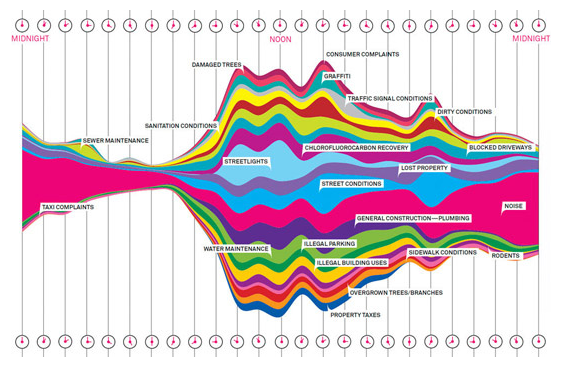 MIDNIGHT
NOON
MIDNIGHT
CONSUMER COMPLAINTS
DAMAGED TREES
GRAFFITI
TRAFFIC SIGNAL CONDITIONS
DIRTY CONDITIONS
SANITATION CONDITIONS
SEWER MAINTENANCE
CHLOROFLUOROCARBON RECOVERY
BLOCKED DRIVEWAYS
STREETLIGHTS
LOST PROPERTY
STREET CONDITIONS
TAXI COMPLAINTS
NOISE
GENERAL CONSTRUCTION—PLUMBING
ILLEGAL PARKING
WATER MAINTENANCE
SIDEWALK CONDITIONS
RODENTS
ILLEGAL BUILDING USES
OVERGROWN TREES/BRANCHES
PROPERTY TAXES